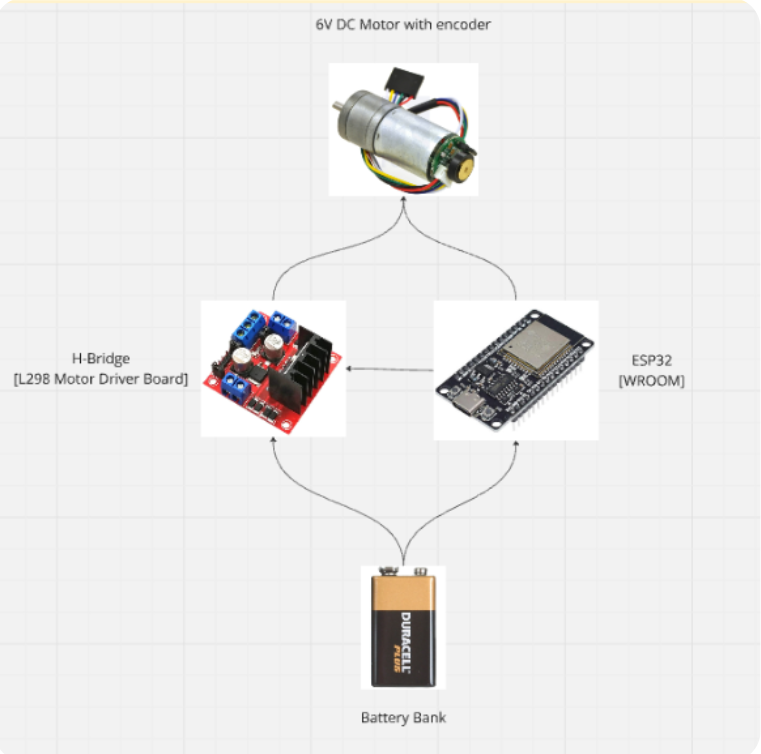 6V DC Motor with encoder
H-Bridge
[L298 Motor Driver Board]
ESP32
[WROOM]
DURACELL
PLUS
Battery Bank